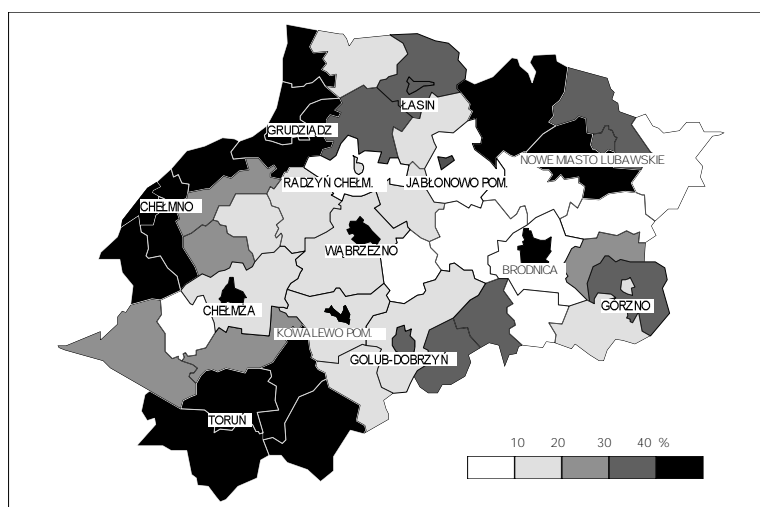 ŁASIN
GRUDZIĄDZ
NOWE MIASTO LUBAWSKIE
RADZYŃ CHEŁM.
JABŁONOWO POM.
CHEŁMNO
WĄBRZEŹNO
BRODNICA
CHEŁMŻA
GÓRZNO
KOWALEWO POM.
GOLUB-DOBRZYŃ
TORUŃ
10 20 30 40 %